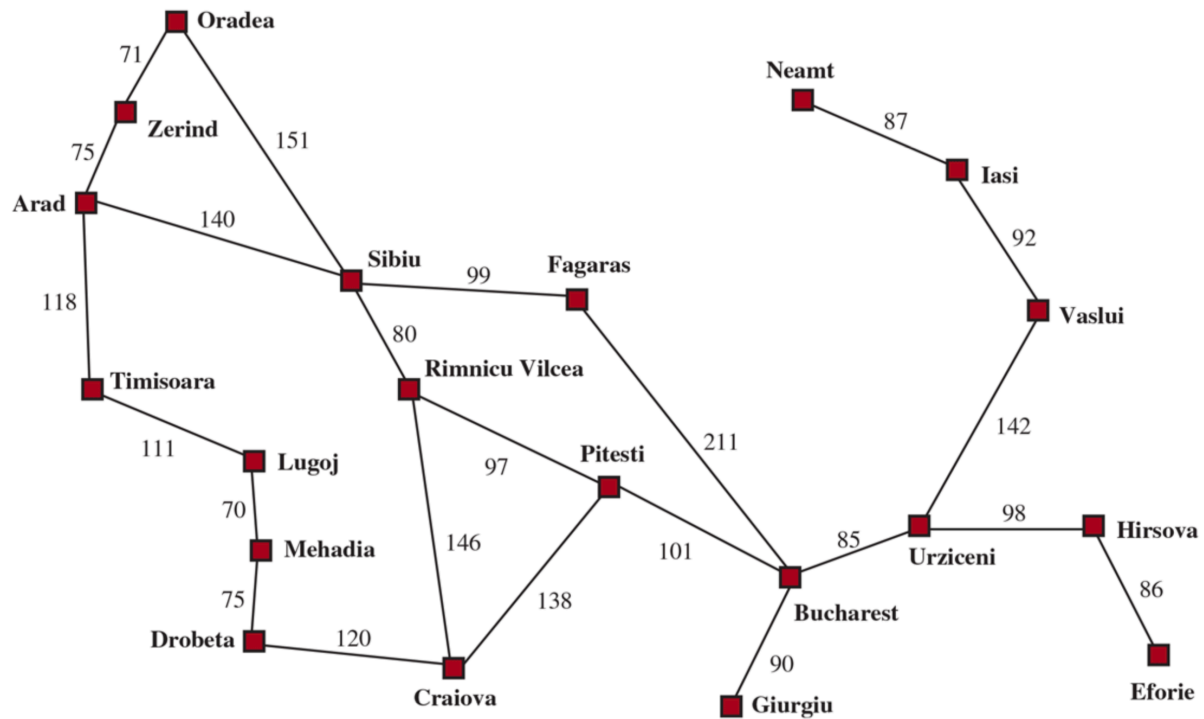 Oradea
71
Neamt
87
Zerind
151
75
Iasi
Arad
140
92
Sibiu
Fagaras
99
118
Vaslui
80
Rimnicu Vilcea
Timisoara
142
211
111
Pitesti
Lugoj
97
70
98
Hirsova
146
85
Mehadia
101
Urziceni
86
75
138
Bucharest
Drobeta
120
90
Craiova
Giurgiu
Eforie